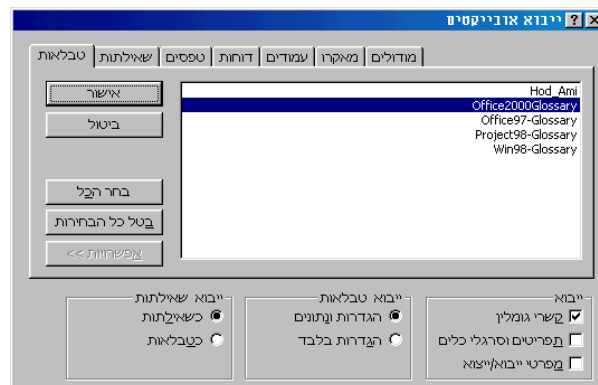 ייבוא אובייקטים
טבלאות שאילתות טפסים דוחות עמודים מאקרו מודולים
Hod_Ami
Office2000Glossary
Office97-Glossary
Project98-Glossary
Win98-Glossary
אישור
ביטול
בחר הכל
בטל כל הבחירות
אפשרויות >>
ייבוא
קשרי גומלין
תפריטים וסרגלי כלים
מפרטי ייבוא/ייצוא
ייבוא טבלאות
הגדרות ונתונים
הגדרות בלבד
ייבוא שאילתות
כשאילתות
כטבלאות